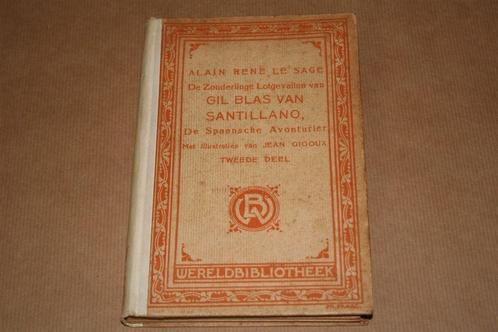 ALAIN RENÉ LE SAGE
De Zonderlinge Lotgevallen van
GIL BLAS VAN
SANTILLANO,
De Spaansche Avonturier
Met Illustraties van JEAN GIGOUX
TWEEDE DEEL
WB
WERELDBIBLIOTHEEK